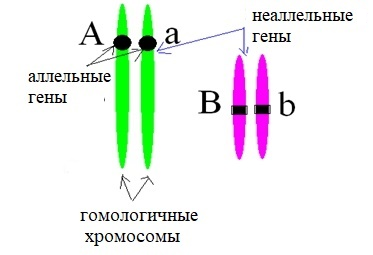 неаллельные
гены
A a
аллельные
гены
B b
гомологичные
хромосомы